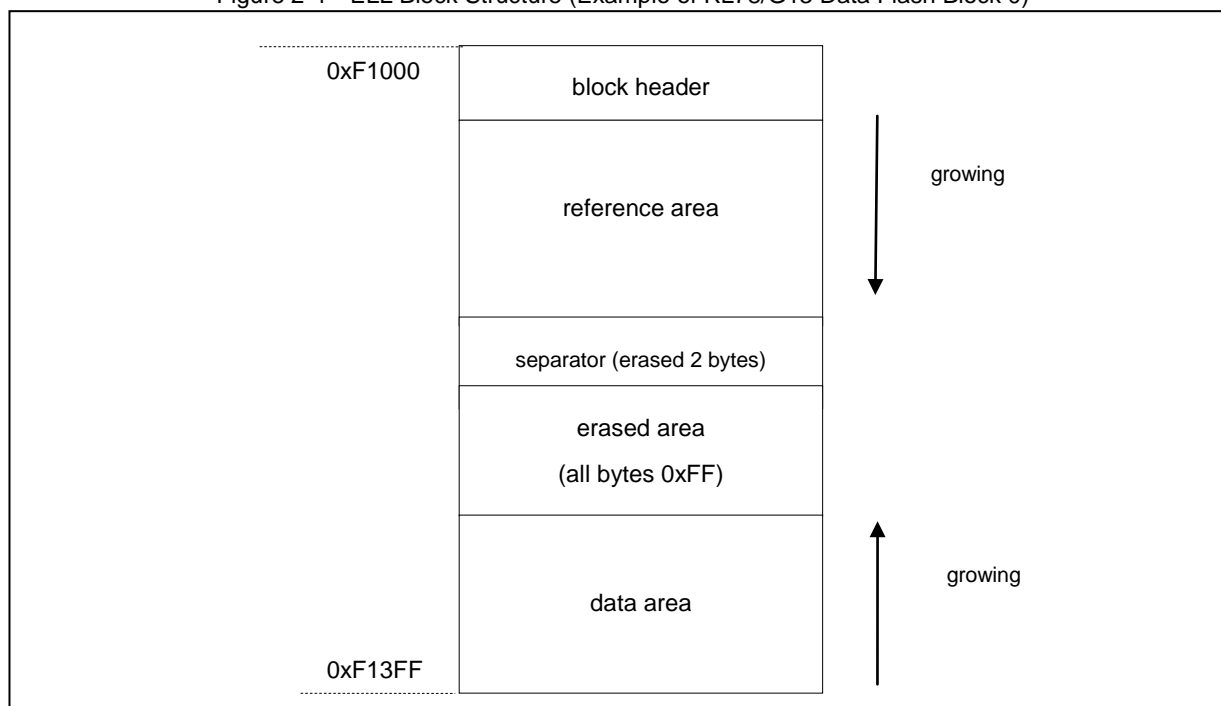 0xF1000
block header
growing
reference area
separator (erased 2 bytes)
erased area
(all bytes 0xFF)
growing
data area
0xF13FF